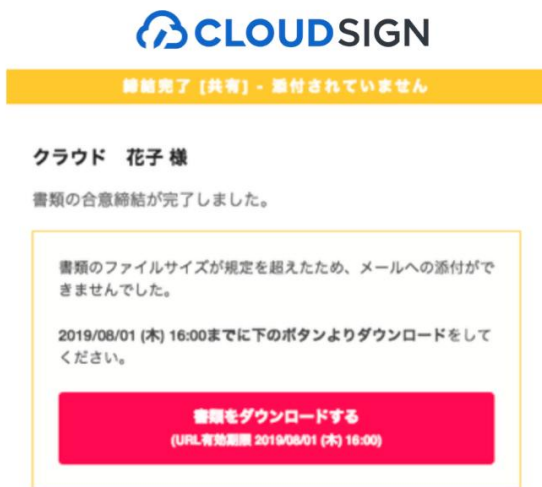 CLOUDSIGN
締結完了 [共有] - 添付されていません
クラウド　花子 様
書類の合意締結が完了しました。
書類のファイルサイズが規定を超えたため、メールへの添付がで
きませんでした。
2019/08/01 (木) 16:00までに下のボタンよりダウンロードをして
ください。
書類をダウンロードする
(URL有効期限 2019/08/01 (木) 16:00)